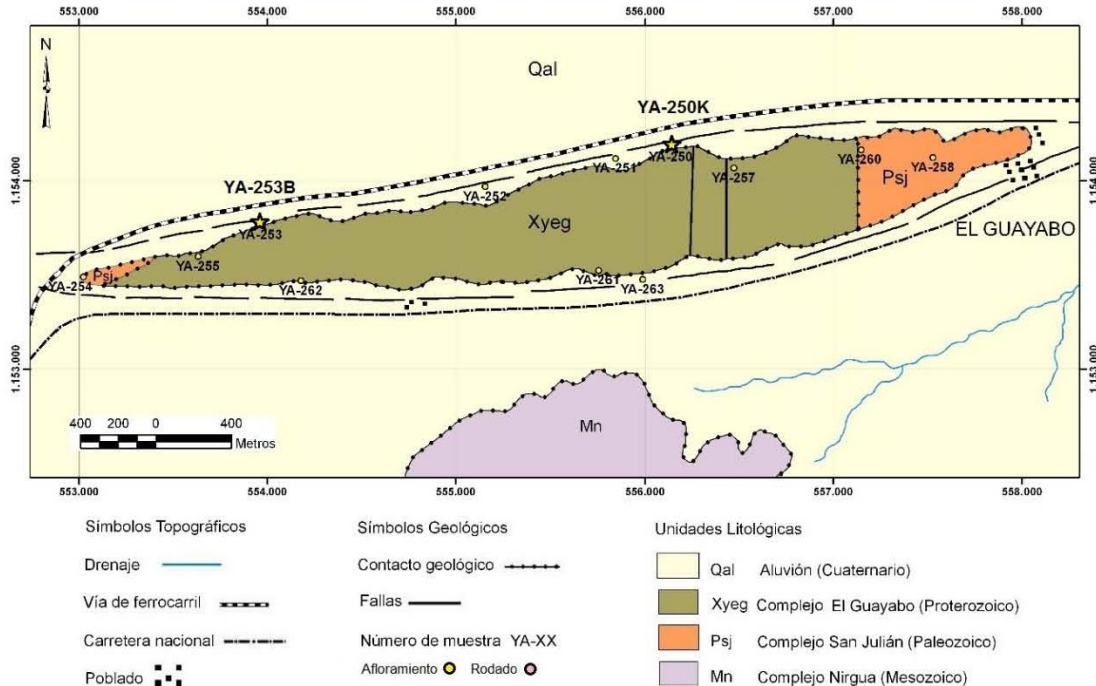 553.000 554.000 555.000 556.000 557.000 558.000
N
Qal
YA-250K
YA-250
YA-251
YA-260
YA-258
YA-257
1.154.000
1.154.000
YA-253B
YA-252
Psj
YA-253
Xyeg
EL GUAYABO
YA-255
Psj
YA-254
YA-262
YA-261
YA-263
1.153.000
1.153.000
Mn
400 200 0 400
Metros
553.000 554.000 555.000 556.000 557.000 558.000
Símbolos Topográficos
Drenaje
Vía de ferrocarril
Carretera nacional
Poblado
Símbolos Geológicos
Contacto geológico
Fallas
Número de muestra YA-XX
Afloramiento Rodado
Unidades Litológicas
Qal Aluvión (Cuaternario)
Xyeg Complejo El Guayabo (Proterozoico)
Psj Complejo San Julián (Paleozoico)
Mn Complejo Nirgua (Mesozoico)